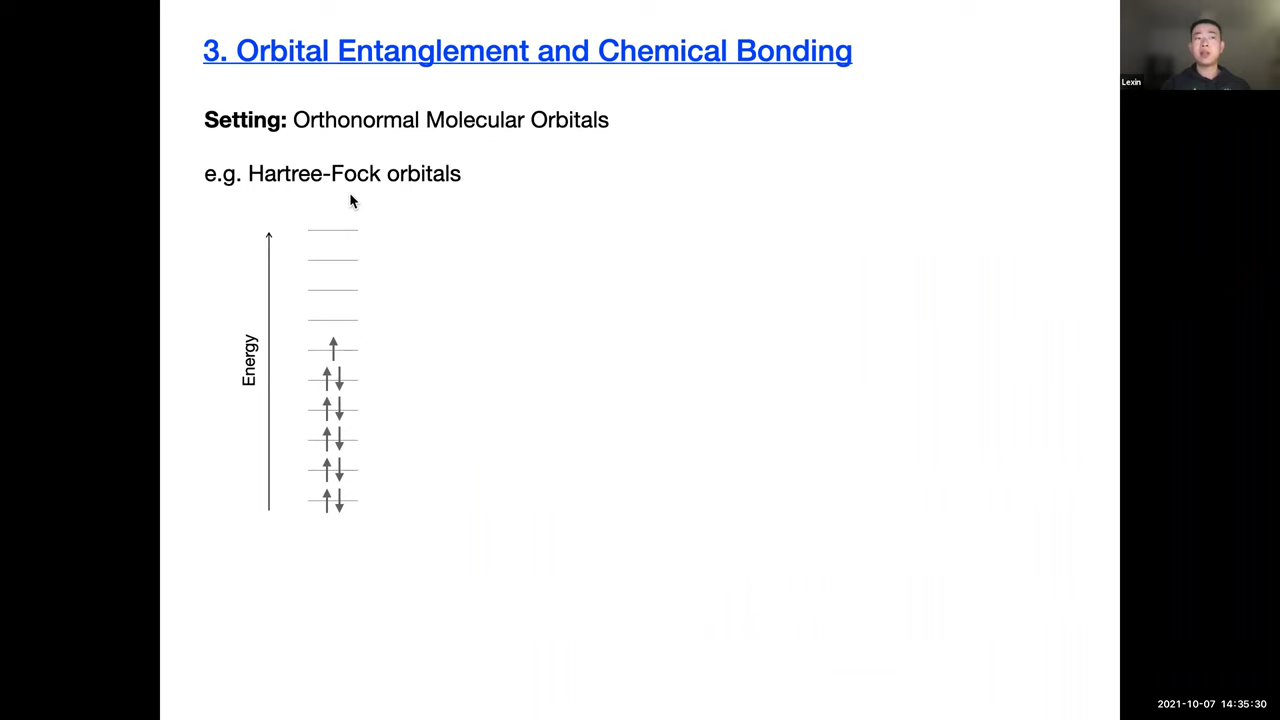 3. Orbital Entanglement and Chemical Bonding
Lexin
Setting: Orthonormal Molecular Orbitals
e.g. Hartree-Fock orbitals
Energy
2021-10-07 14:35:30